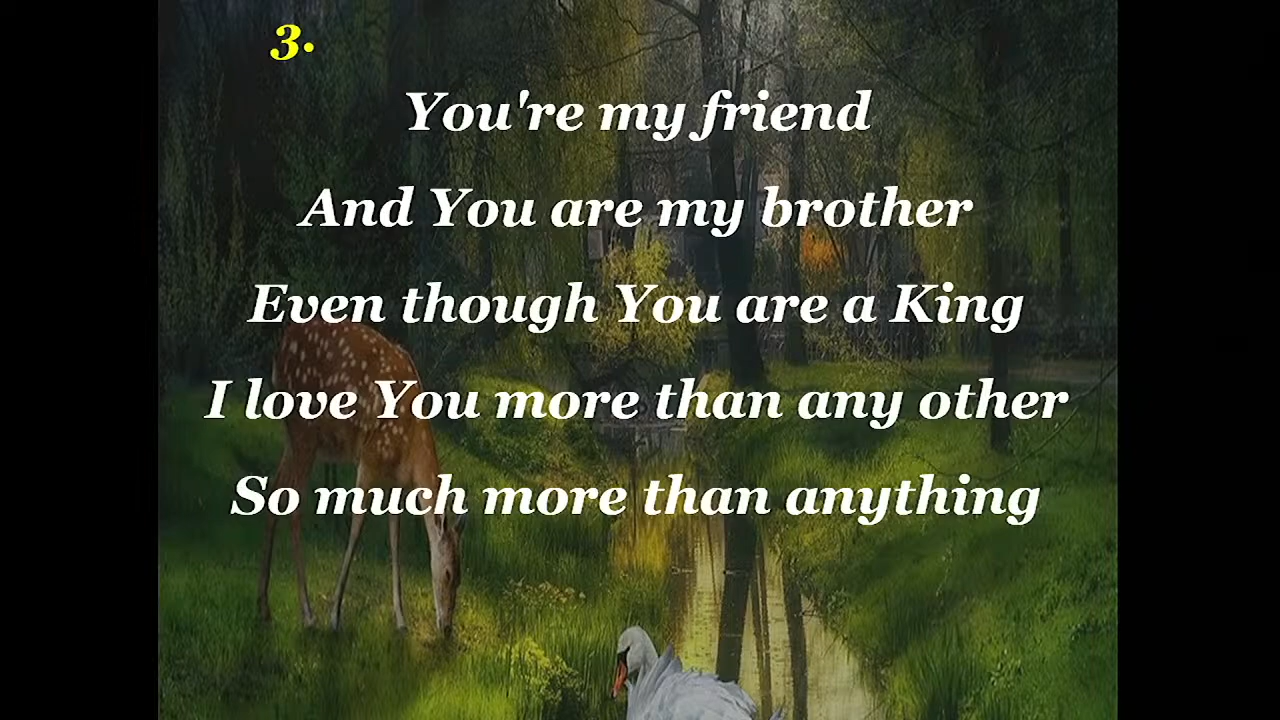 3.
You're my friend
And You are my brother
Even though You are a King
I love You more than any other
So much more than anything